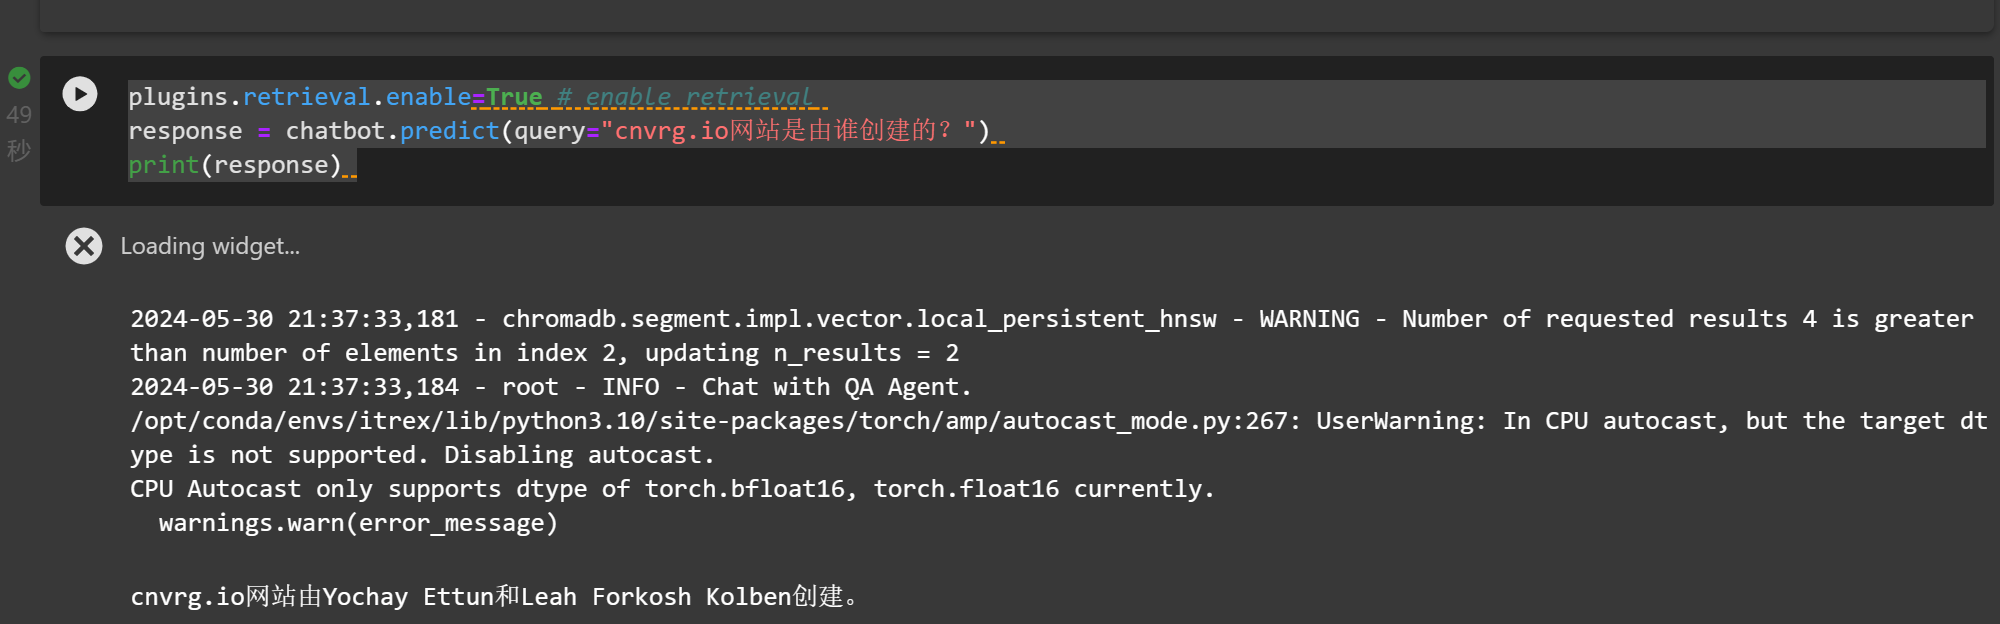 plugins.retrieval.enable=True # enable retrieval
49
response = chatbot.predict(query="cnvrg.io网站是由谁创建的？")
秒
print(response)
Loading widget...
2024-05-30 21:37:33,181 - chromadb.segment.impl.vector.local_persistent_hnsw - WARNING - Number of requested results 4 is greater
than number of elements in index 2, updating n_results = 2
2024-05-30 21:37:33,184 - root - INFO - Chat with QA Agent.
/opt/conda/envs/itrex/lib/python3.10/site-packages/torch/amp/autocast_mode.py:267: UserWarning: In CPU autocast, but the target dt
ype is not supported. Disabling autocast.
CPU Autocast only supports dtype of torch.bfloat16, torch.float16 currently.
  warnings.warn(error_message)
cnvrg.io网站由Yochay Ettun和Leah Forkosh Kolben创建。